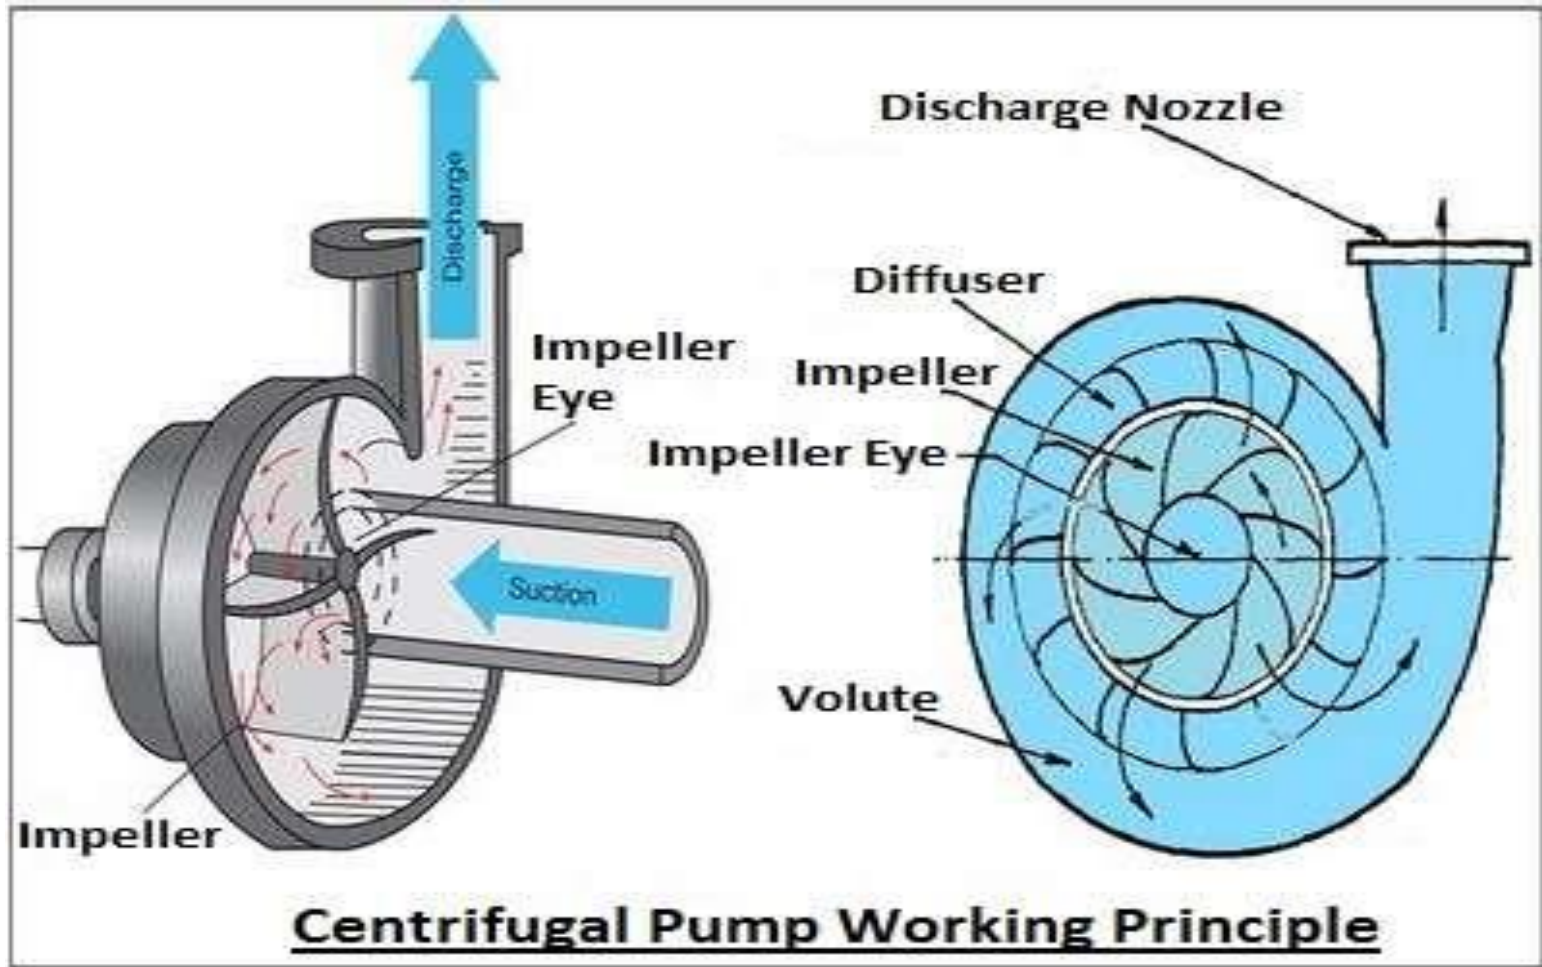 Discharge
Impeller
Eye
Suction
Impeller
Discharge Nozzle
Diffuser
Impeller
Impeller Eye
Volute
Centrifugal Pump Working Principle